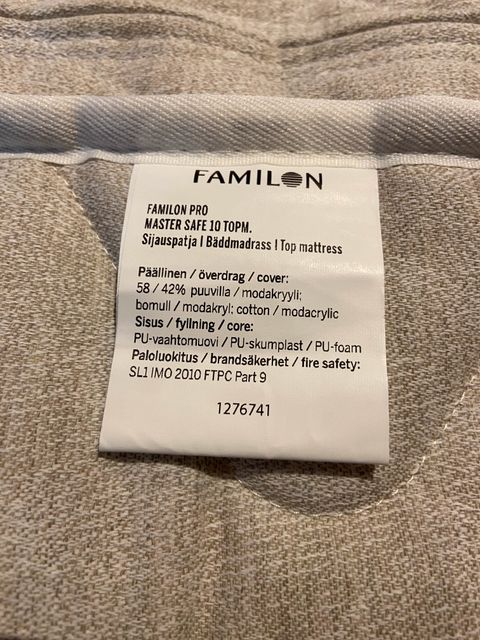 FAMILON
FAMILON PRO
MASTER SAFE 10 TOPM.
Sijauspatja | Bäddmadrass | Top mattress
Päällinen / överdrag / cover:
58 / 42% puuvilla / modakryyli;
bomull / modakryl; cotton / modacrylic
Sisus / fyllning / core:
PU-vaahtomuovi / PU-skumplast / PU-foam
Paloluokitus / brandsäkerhet / fire safety:
SL1 IMO 2010 FTPC Part 9
1276741